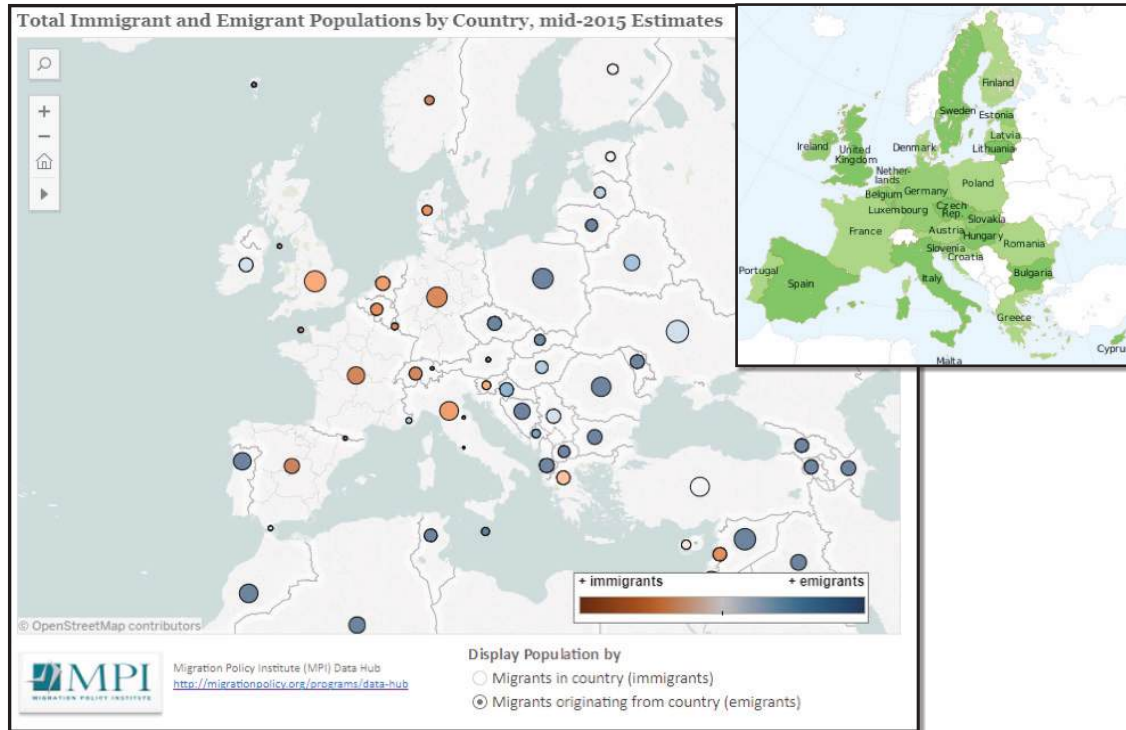 Total Immigrant and Emigrant Populations by Country, mid-2015 Estimates
+ immigrants
+ emigrants
© OpenStreetMap contributors
MPI
MIGRATION POLICY INSTITUTE
Migration Policy Institute (MPI) Data Hub
http://migrationpolicy.org/programs/data-hub
Display Population by
Migrants in country (immigrants)
Migrants originating from country (emigrants)
Finland
Sweden
Estonia
Latvia
Lithuania
Ireland
United
Kingdom
Denmark
Nether-
lands
Belgium
Germany
Poland
Luxembourg
Czech
Rep.
Slovakia
France
Austria
Hungary
Slovenia
Romania
Croatia
Portugal
Spain
Italy
Bulgaria
Greece
Malta
Cypru